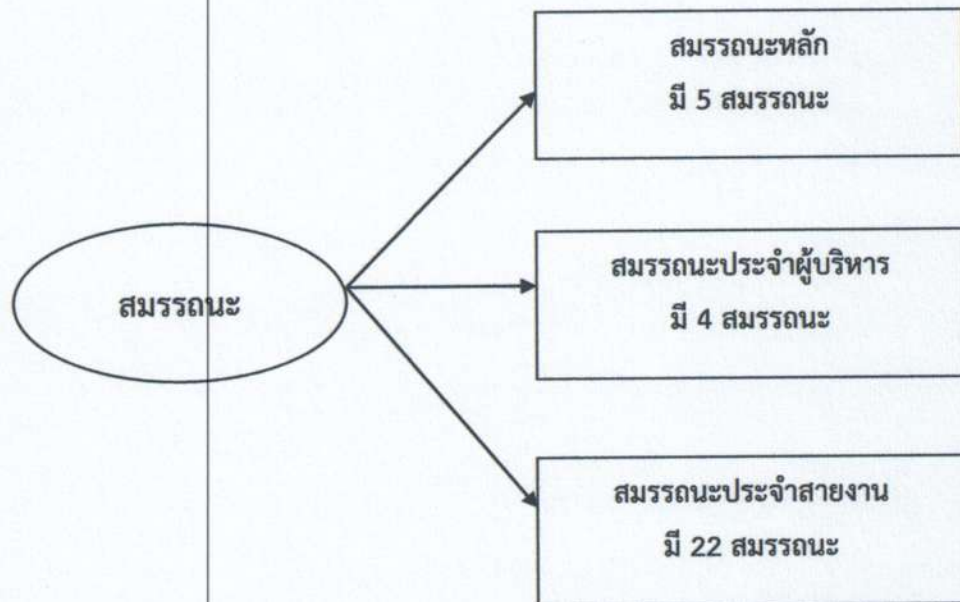 สมรรถนะหลัก
มี 5 สมรรถนะ
สมรรถนะ
สมรรถนะประจำผู้บริหาร
มี 4 สมรรถนะ
สมรรถนะประจำสายงาน
มี 22 สมรรถนะ